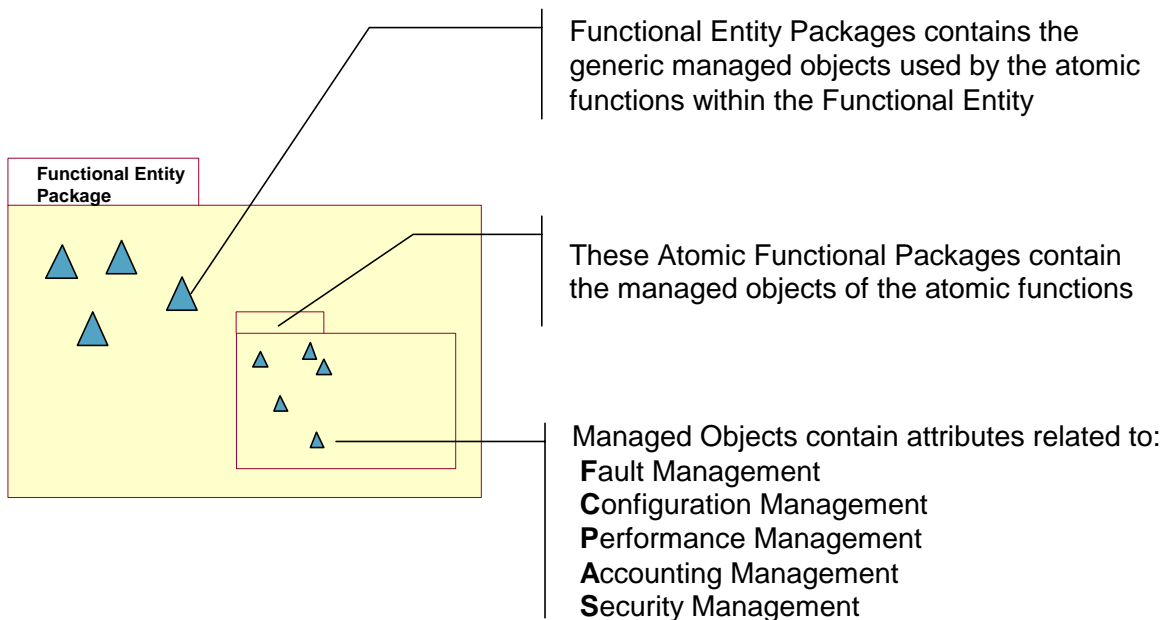 Functional Entity Packages contains the
generic managed objects used by the atomic
functions within the Functional Entity
Functional Entity
Package
These Atomic Functional Packages contain
the managed objects of the atomic functions
Managed Objects contain attributes related to:
Fault Management
Configuration Management
Performance Management
Accounting Management
Security Management